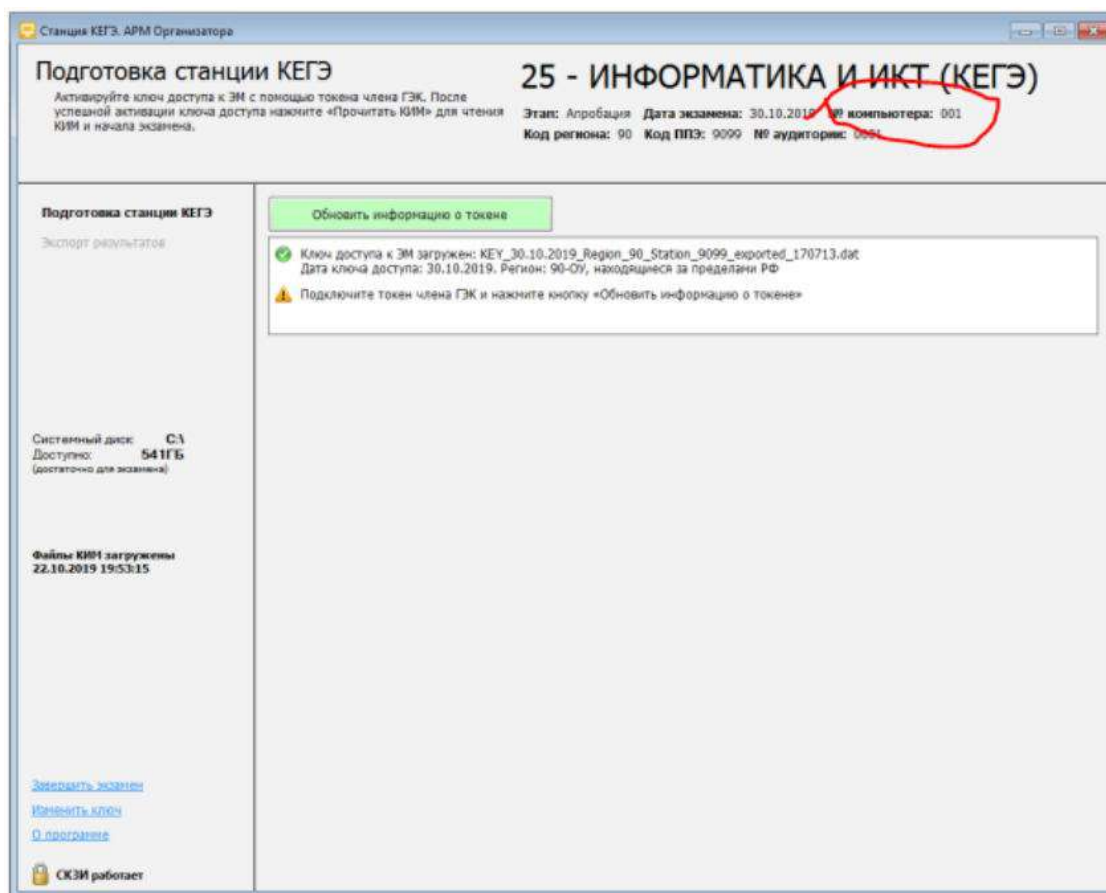 Станция КЕГЭ. АРМ Организатора
Подготовка станции КЕГЭ
Активируйте ключ доступа к ЭМ с помощью токена члена ГЭК. После
успешной активации ключа доступа нажмите «Прочитать КИМ» для чтения
КИМ и начала экзамена.
25 - ИНФОРМАТИКА И ИКТ (КЕГЭ)
Этап: Апробация Дата экзамена: 30.10.2019 № компьютера: 001
Код региона: 90 Код ППЭ: 9099 № аудитории: 0001
Подготовка станции КЕГЭ
Экспорт результатов
Обновить информацию о токене
Ключ доступа к ЭМ загружен: KEY_30.10.2019_Region_90_Station_9099_exported_170713.dat
Дата ключа доступа: 30.10.2019. Регион: 90-ОУ, находящиеся за пределами РФ
Подключите токен члена ГЭК и нажмите кнопку «Обновить информацию о токене»
Системный диск: C:\
Доступно: 541ГБ
(достаточно для экзамена)
Файлы КИМ загружены
22.10.2019 19:53:15
Завершить экзамен
Изменить ключ
О программе
СКЗИ работает